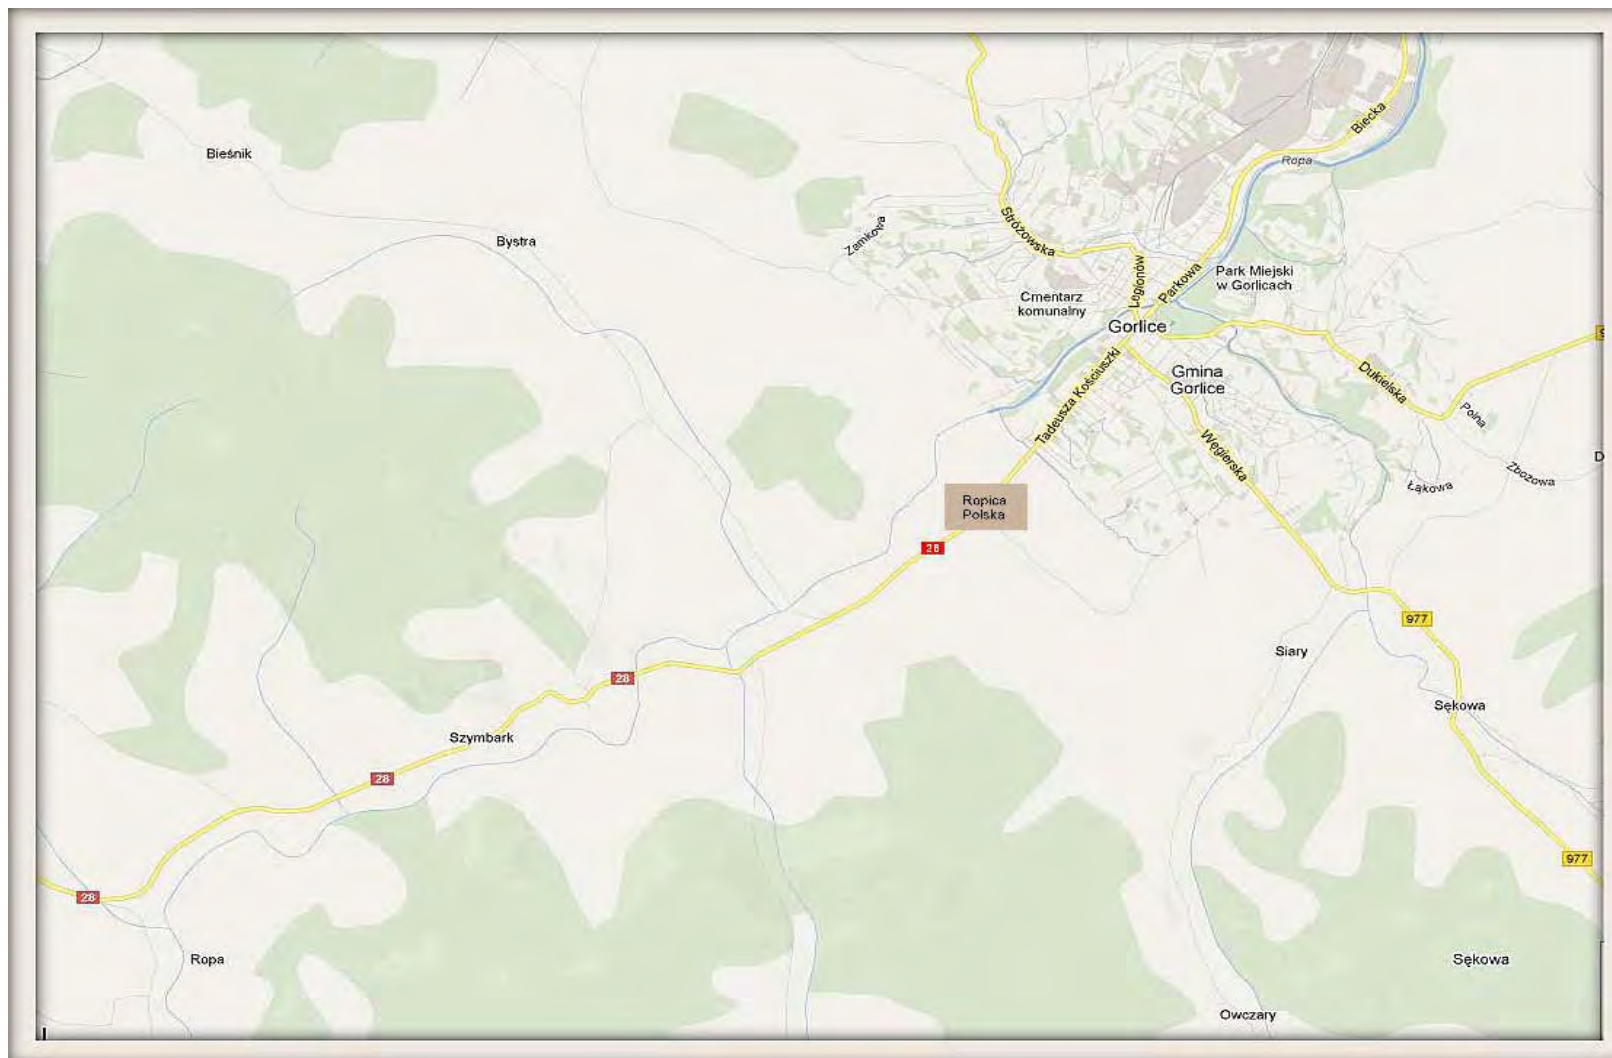 Biecka
Bieśnik
Ropa
Zamkowa
Stróżowska
Bystra
Legionów
Parkowa
Park Miejski
w Gorlicach
Cmentarz
komunalny
Gorlice
Tadeusza Kościuszki
Gmina
Gorlice
Dukielska
Polna
Węgierska
Zbożowa
Łąkowa
D
Ropica
Polska
28
977
Siary
28
Sękowa
Szymbark
28
977
28
Ropa
Sękowa
Owczary